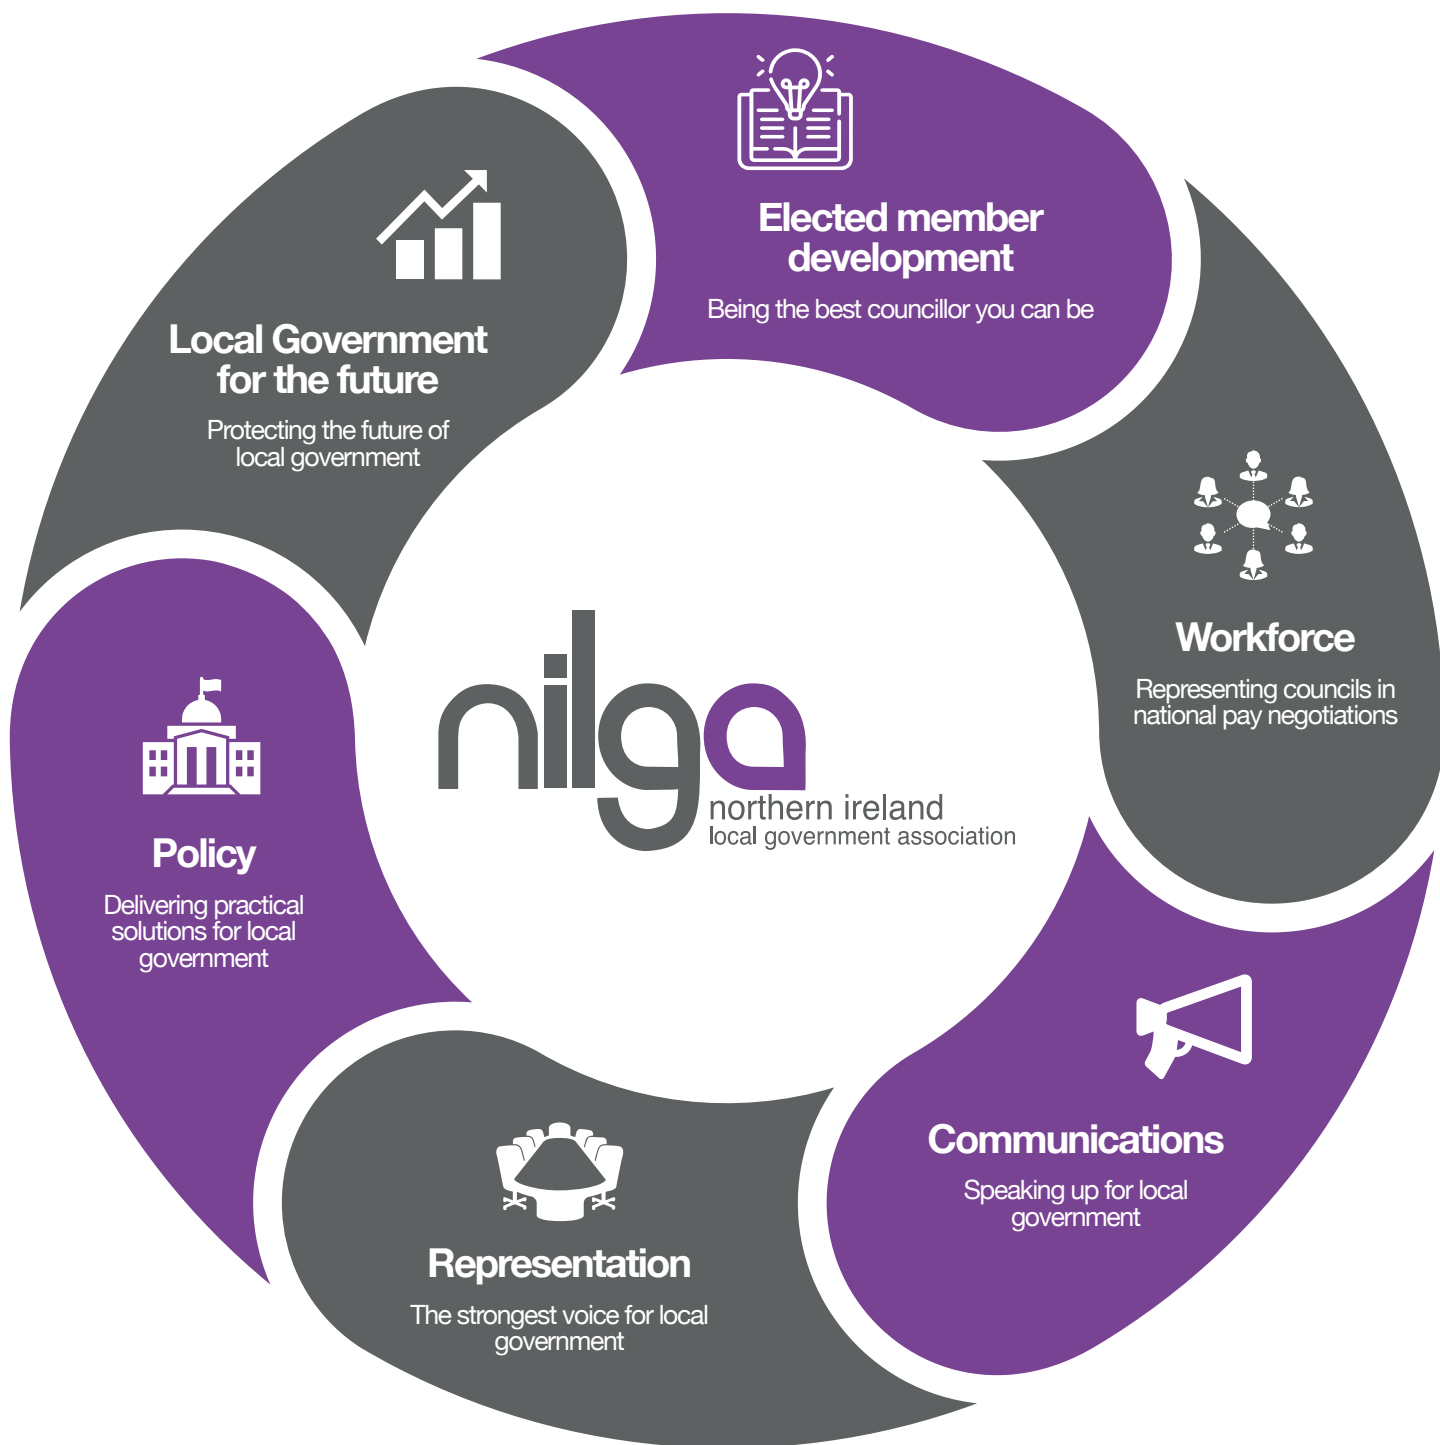 Elected member
development
Being the best councillor you can be
Workforce
Representing councils in
national pay negotiations
Communications
Speaking up for local
government
Representation
The strongest voice for local
government
Policy
Delivering practical
solutions for local
government
Local Government
for the future
Protecting the future of
local government
nilga
northern ireland
local government association